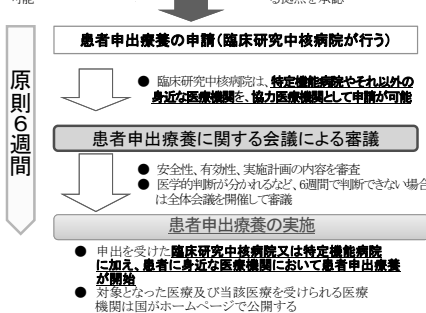 可能
る拠点を承認
患者申出療養の申請(臨床研究中核病院が行う)
原則6週間
● 臨床研究中核病院は、特定機能病院やそれ以外の
身近な医療機関を、協力医療機関として申請が可能
患者申出療養に関する会議による審議
● 安全性、有効性、実施計画の内容を審査
● 医学的判断が分かれるなど、6週間で判断できない場合
は全体会議を開催して審議
患者申出療養の実施
● 申出を受けた臨床研究中核病院又は特定機能病院
に加え、患者に身近な医療機関において患者申出療養
が開始
● 対象となった医療及び当該医療を受けられる医療
機関は国がホームページで公開する